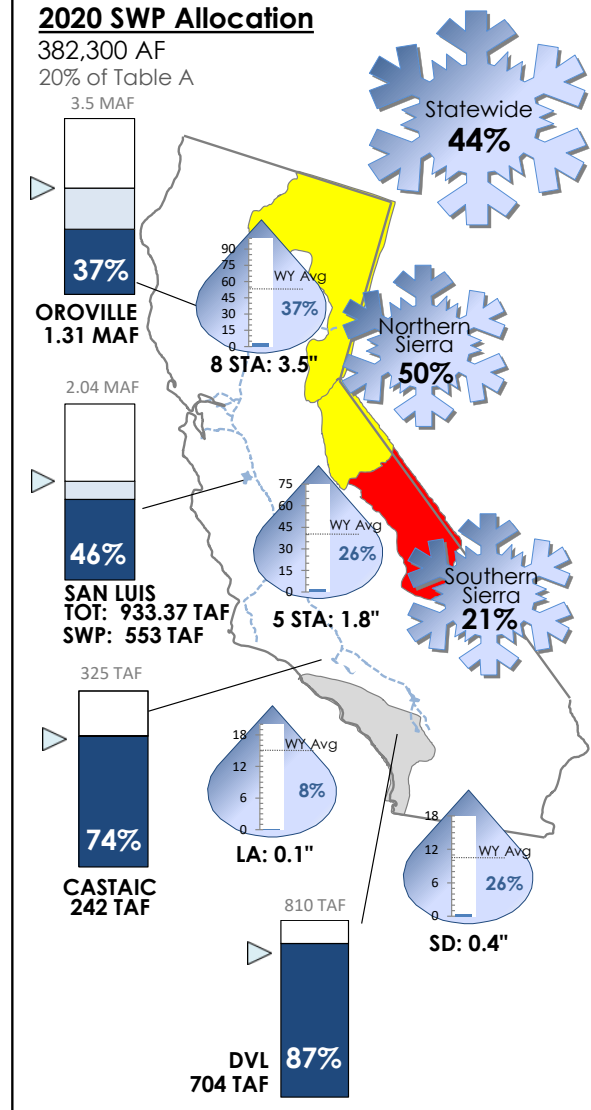 2020 SWP Allocation
382,300 AF
20% of Table A
3.5 MAF
37%
OROVILLE
1.31 MAF
Statewide
44%
90
75
60
45
30
15
0
WY Avg
37%
8 STA: 3.5"
Northern
Sierra
50%
2.04 MAF
46%
SAN LUIS
TOT: 933.37 TAF
SWP: 553 TAF
75
60
45
30
15
0
WY Avg
26%
5 STA: 1.8"
Southern
Sierra
21%
325 TAF
74%
CASTAIC
242 TAF
18
12
6
0
WY Avg
8%
LA: 0.1"
18
12
6
0
WY Avg
26%
SD: 0.4"
810 TAF
87%
DVL
704 TAF